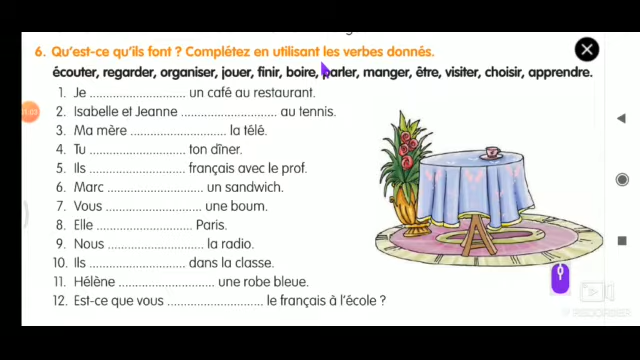 6. Qu'est-ce qu'ils font ? Complétez en utilisant les verbes donnés.
écouter, regarder, organiser, jouer, finir, boire, parler, manger, être, visiter, choisir, apprendre.
1. Je .......................... un café au restaurant.
2. Isabelle et Jeanne .......................... au tennis.
3. Ma mère .......................... la télé.
4. Tu .......................... ton dîner.
5. Ils .......................... français avec le prof.
6. Marc .......................... un sandwich.
7. Vous .......................... une boum.
8. Elle .......................... Paris.
9. Nous .......................... la radio.
10. Ils .......................... dans la classe.
11. Hélène .......................... une robe bleue.
12. Est-ce que vous .......................... le français à l'école ?